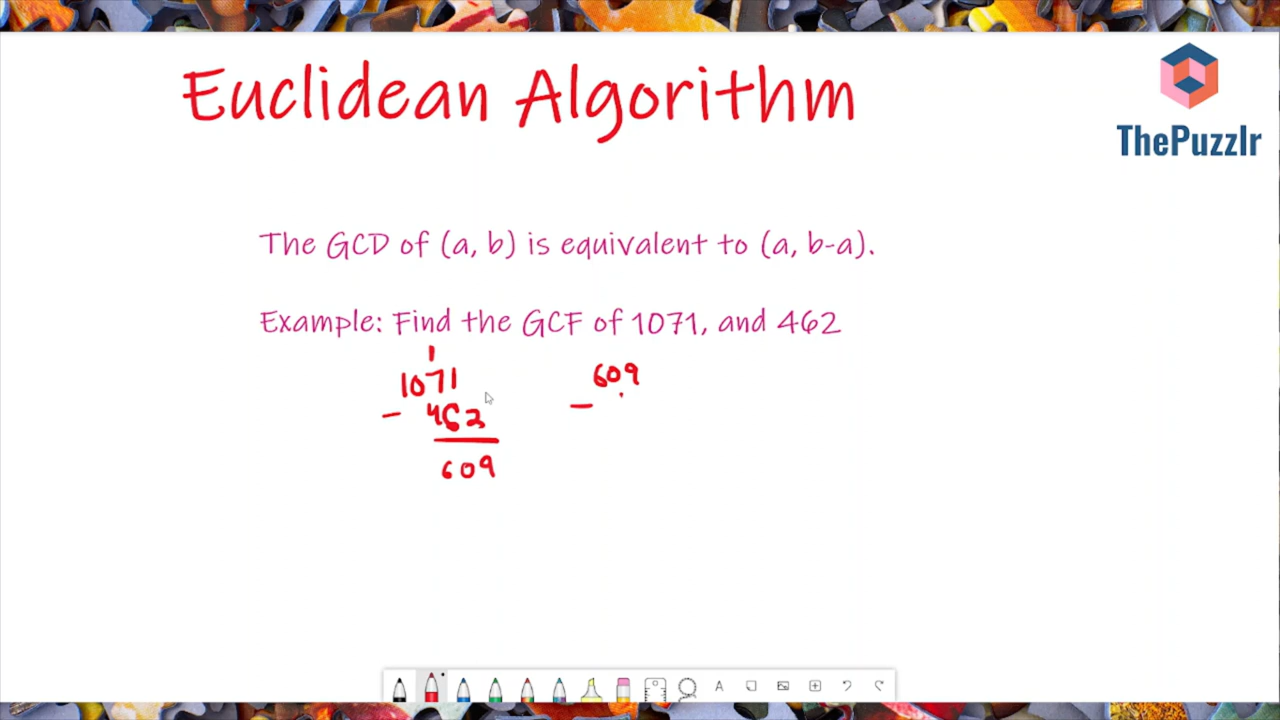 Euclidean Algorithm
ThePuzzlr
The GCD of (a, b) is equivalent to (a, b-a).
Example: Find the GCF of 1071, and 462
1
1071
- 462
609
609
-
A